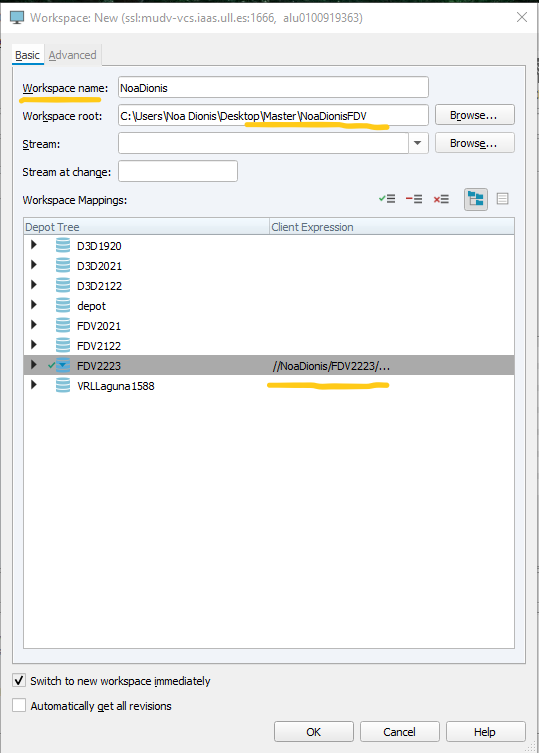 Workspace: New (ssl:mudv-vcs.iaas.ull.es:1666, alu0100919363)
Basic Advanced
Workspace name: NoaDionis
Workspace root: C:\Users\Noa Dionis\Desktop\Master\NoaDionisFDV Browse...
Stream: Browse...
Stream at change:
Workspace Mappings:
Depot Tree Client Expression
D3D1920
D3D2021
D3D2122
depot
FDV2021
FDV2122
FDV2223 //NoaDionis/FDV2223/...
VRLLaguna1588
Switch to new workspace immediately
Automatically get all revisions
OK Cancel Help